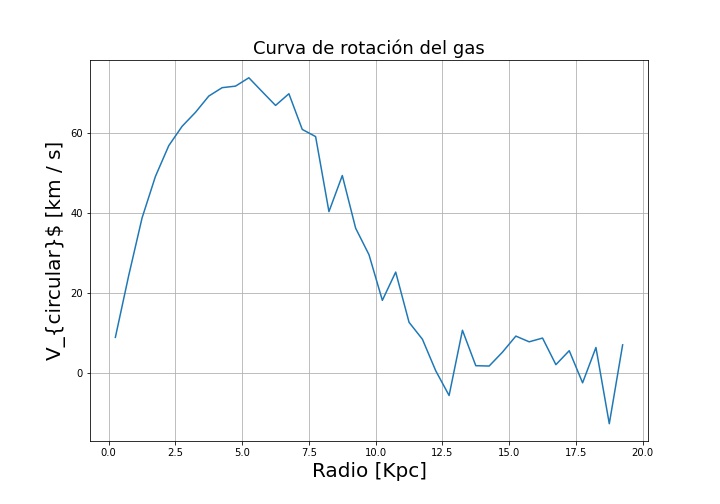 Curva de rotación del gas
V_{circular}$ [km / s]
60
40
20
0
0.0 2.5 5.0 7.5 10.0 12.5 15.0 17.5 20.0
Radio [Kpc]